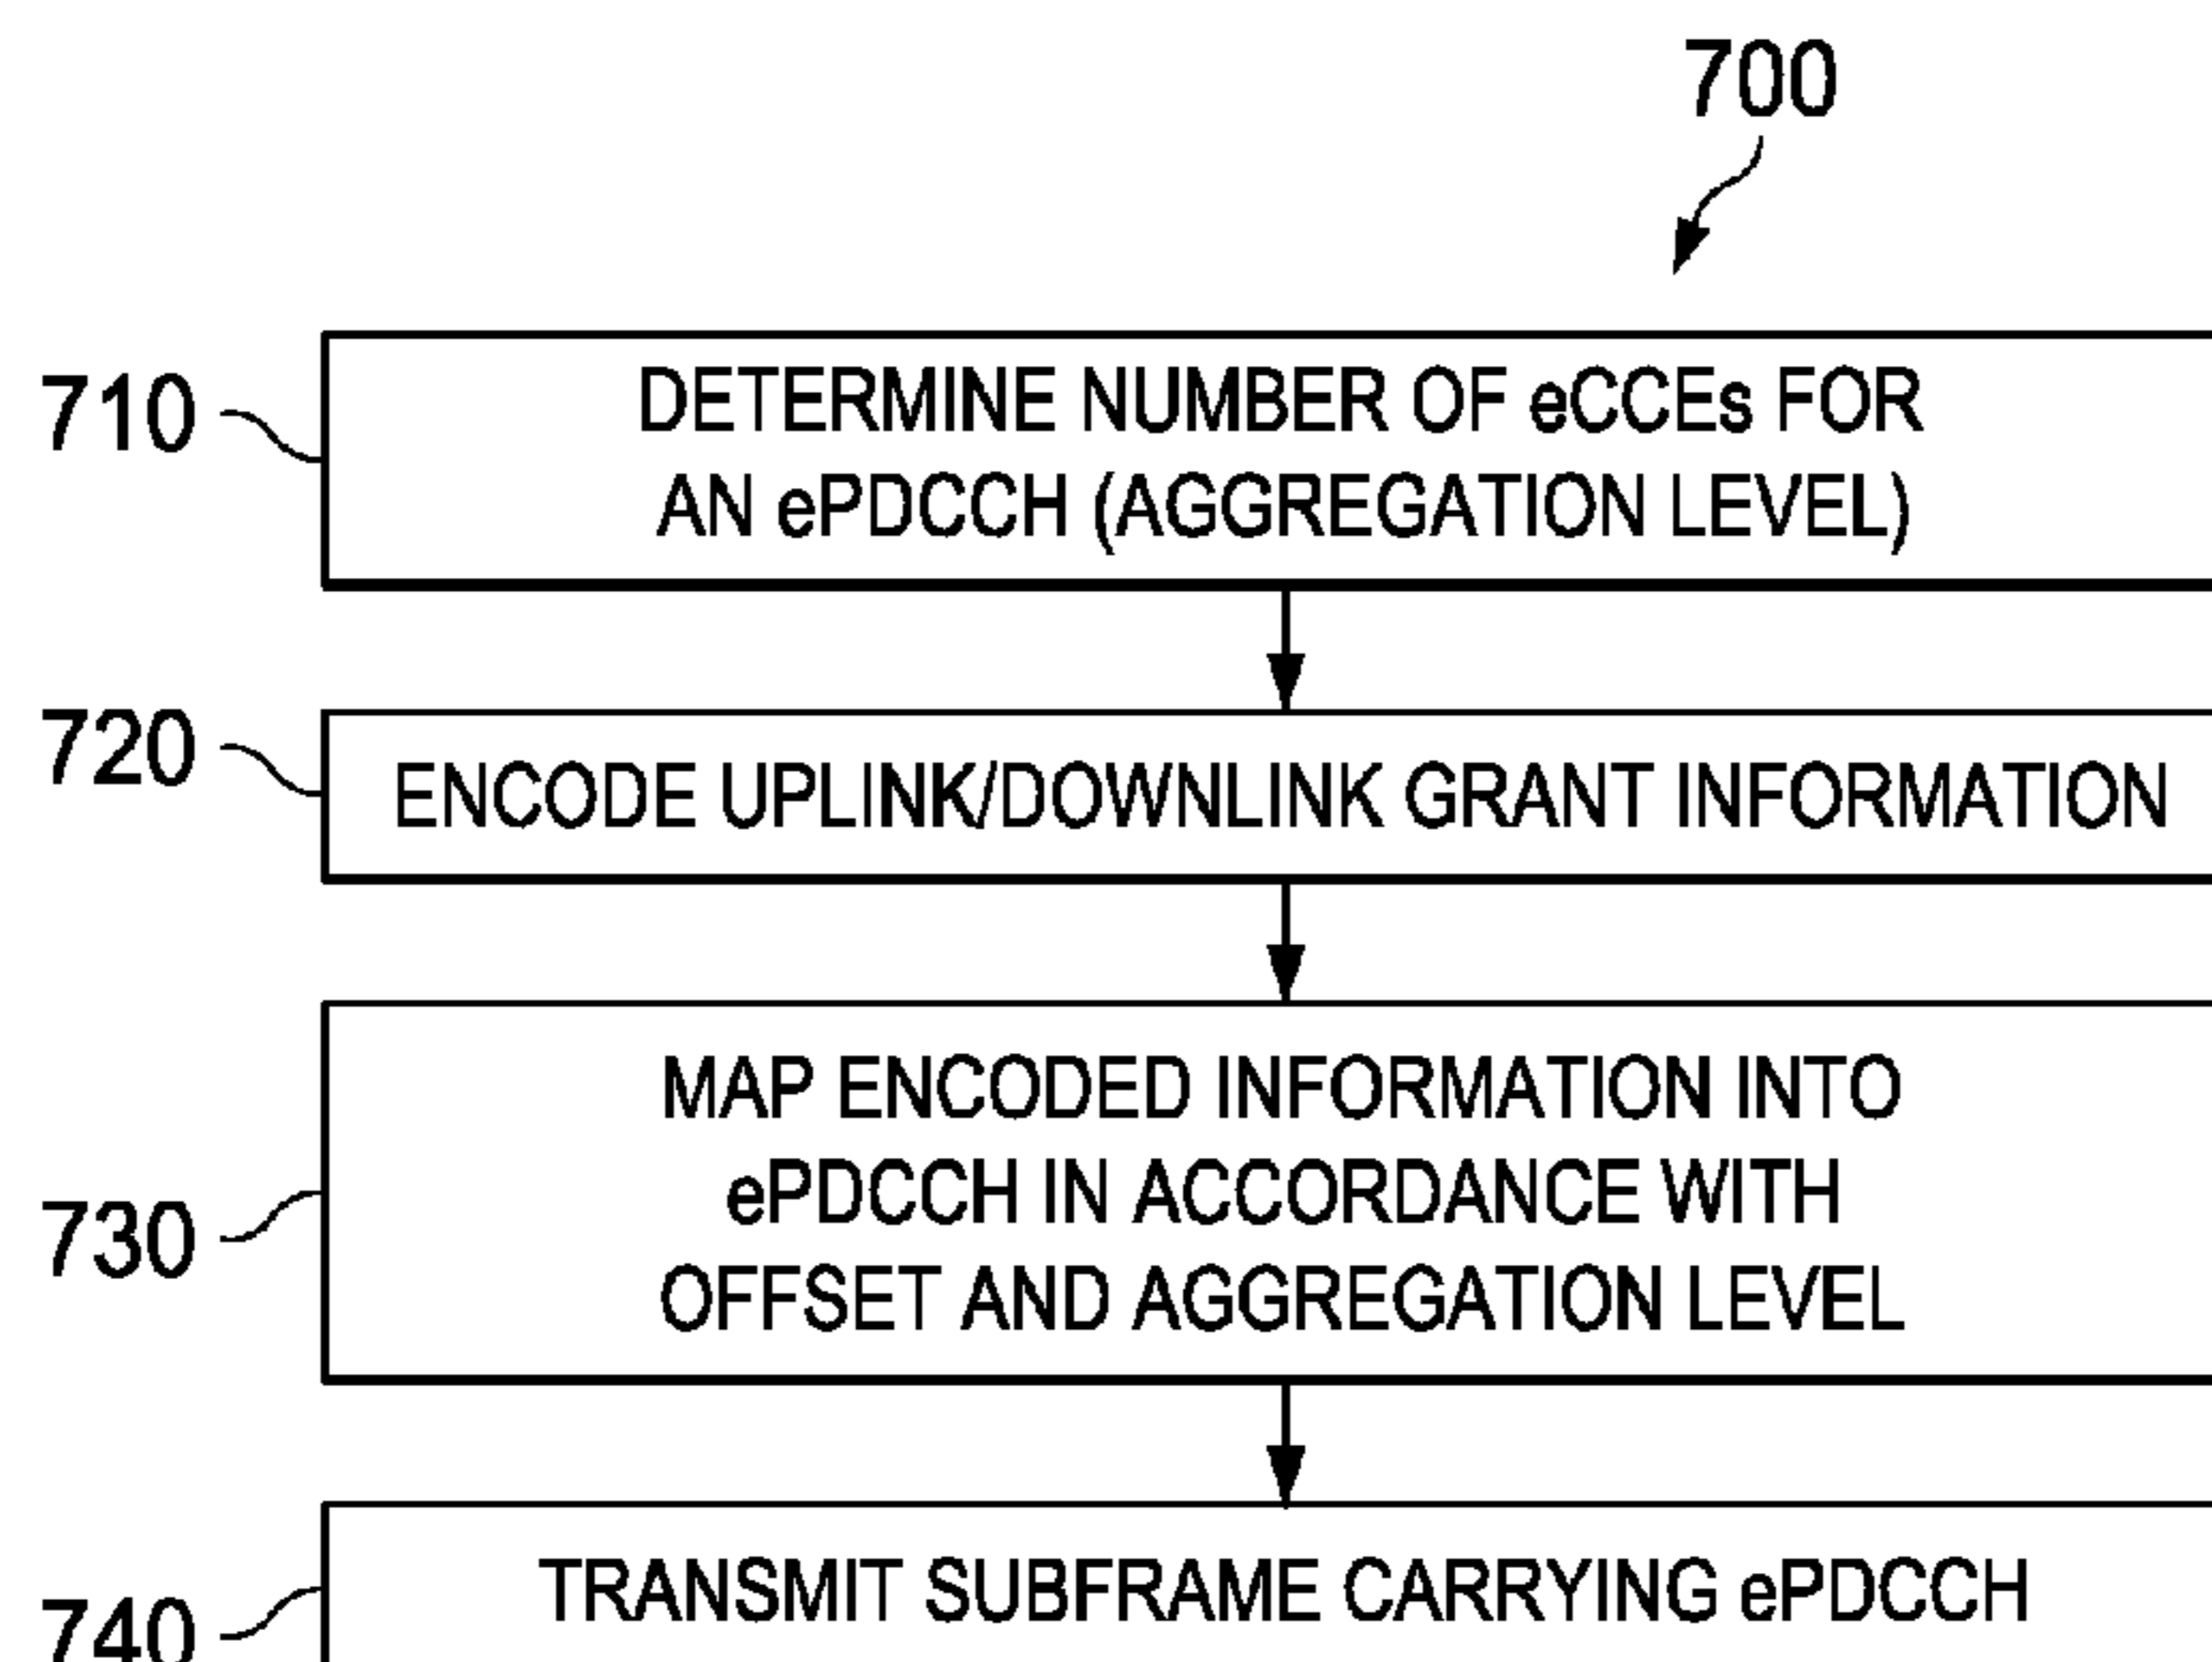 700
710
DETERMINE NUMBER OF eCCEs FOR
AN ePDCCH (AGGREGATION LEVEL)
720
ENCODE UPLINK/DOWNLINK GRANT INFORMATION
730
MAP ENCODED INFORMATION INTO
ePDCCH IN ACCORDANCE WITH
OFFSET AND AGGREGATION LEVEL
740
TRANSMIT SUBFRAME CARRYING ePDCCH